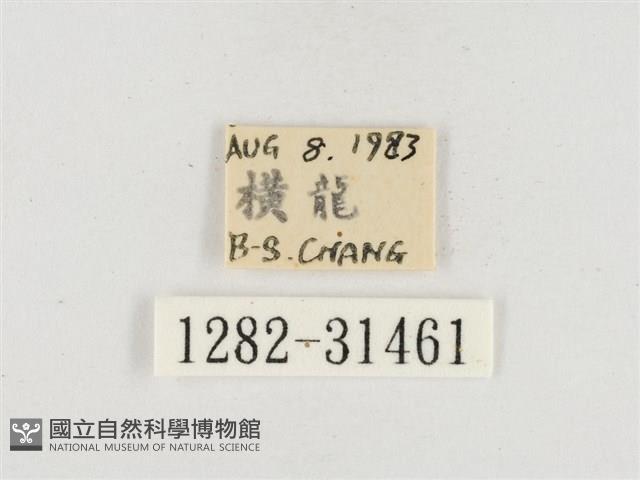 AUG 8. 1983
橫龍
B-S. CHANG
1282-31461
國立自然科學博物館
NATIONAL MUSEUM OF NATURAL SCIENCE